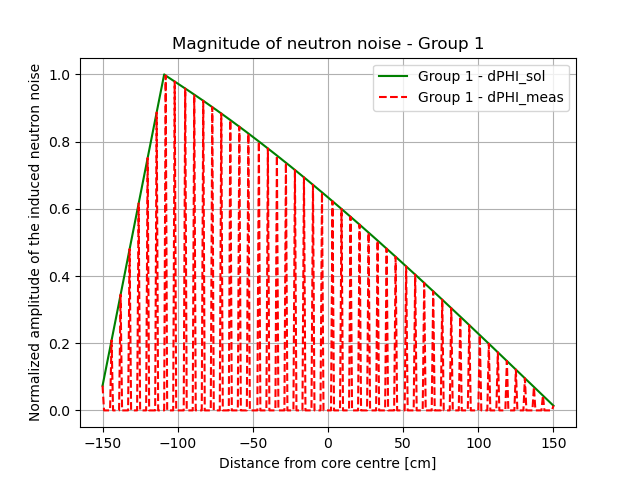 Magnitude of neutron noise - Group 1
Group 1 - dPHI_sol
Group 1 - dPHI_meas
Normalized amplitude of the induced neutron noise
1.0
0.8
0.6
0.4
0.2
0.0
−150 −100 −50 0 50 100 150
Distance from core centre [cm]